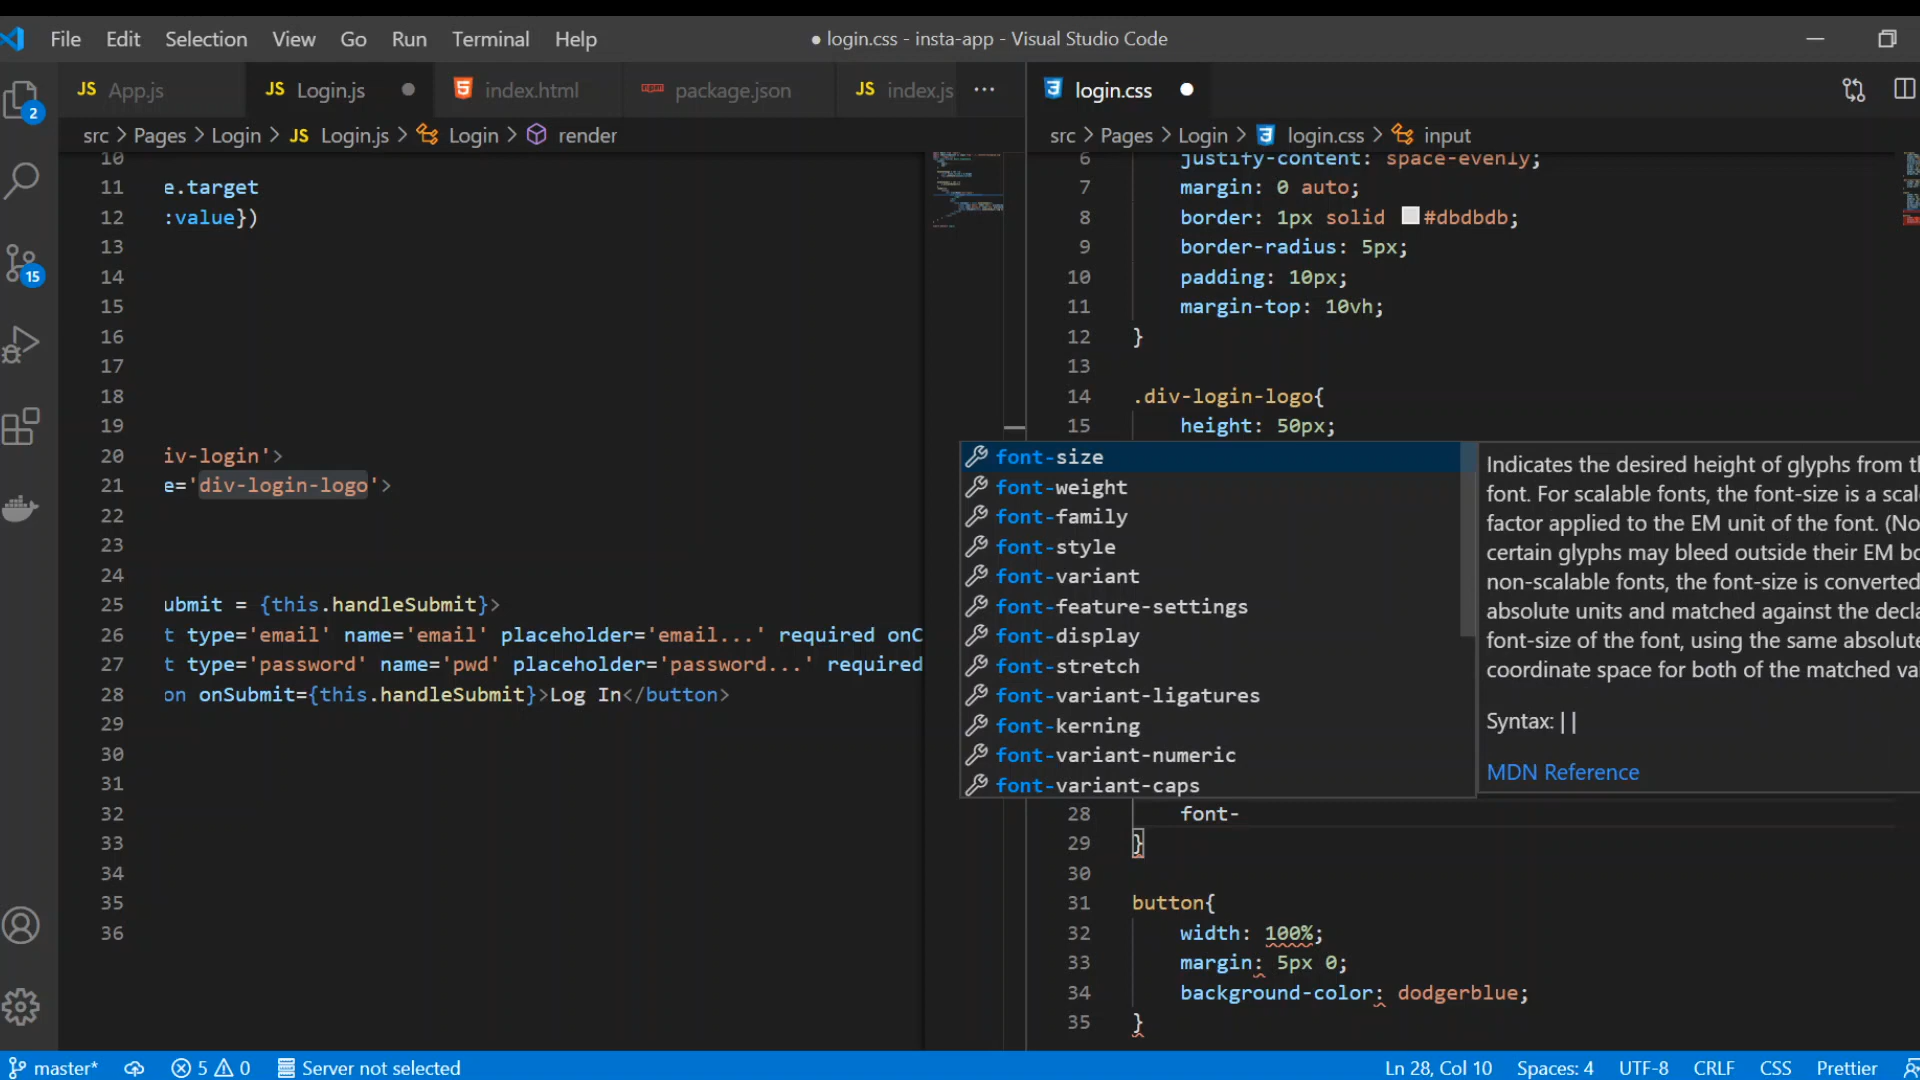 File Edit Selection View Go Run Terminal Help
● login.css - insta-app - Visual Studio Code
JS App.js JS Login.js index.html package.json JS index.js ···
login.css
src > Pages > Login > JS Login.js > Login > render
src > Pages > Login > login.css > input
2
15
10
11 e.target
12 :value})
13
14
15
16
17
18
19
20 iv-login'>
21 e='div-login-logo'>
22
23
24
25 ubmit = {this.handleSubmit}>
26 t type='email' name='email' placeholder='email...' required onC
27 t type='password' name='pwd' placeholder='password...' required
28 on onSubmit={this.handleSubmit}>Log In</button>
29
30
31
32
33
34
35
36
6 justify-content: space-evenly;
7 margin: 0 auto;
8 border: 1px solid #dbdbdb;
9 border-radius: 5px;
10 padding: 10px;
11 margin-top: 10vh;
12 }
13
14 .div-login-logo{
15 height: 50px;
font-size
font-weight
font-family
font-style
font-variant
font-feature-settings
font-display
font-stretch
font-variant-ligatures
font-kerning
font-variant-numeric
font-variant-caps
Indicates the desired height of glyphs from th
font. For scalable fonts, the font-size is a scal
factor applied to the EM unit of the font. (No
certain glyphs may bleed outside their EM bo
non-scalable fonts, the font-size is converted
absolute units and matched against the decla
font-size of the font, using the same absolute
coordinate space for both of the matched va
Syntax: | |
MDN Reference
28 font-
29 }
30
31 button{
32 width: 100%;
33 margin: 5px 0;
34 background-color: dodgerblue;
35 }
master* 5 0 Server not selected
Ln 28, Col 10 Spaces: 4 UTF-8 CRLF CSS Prettier